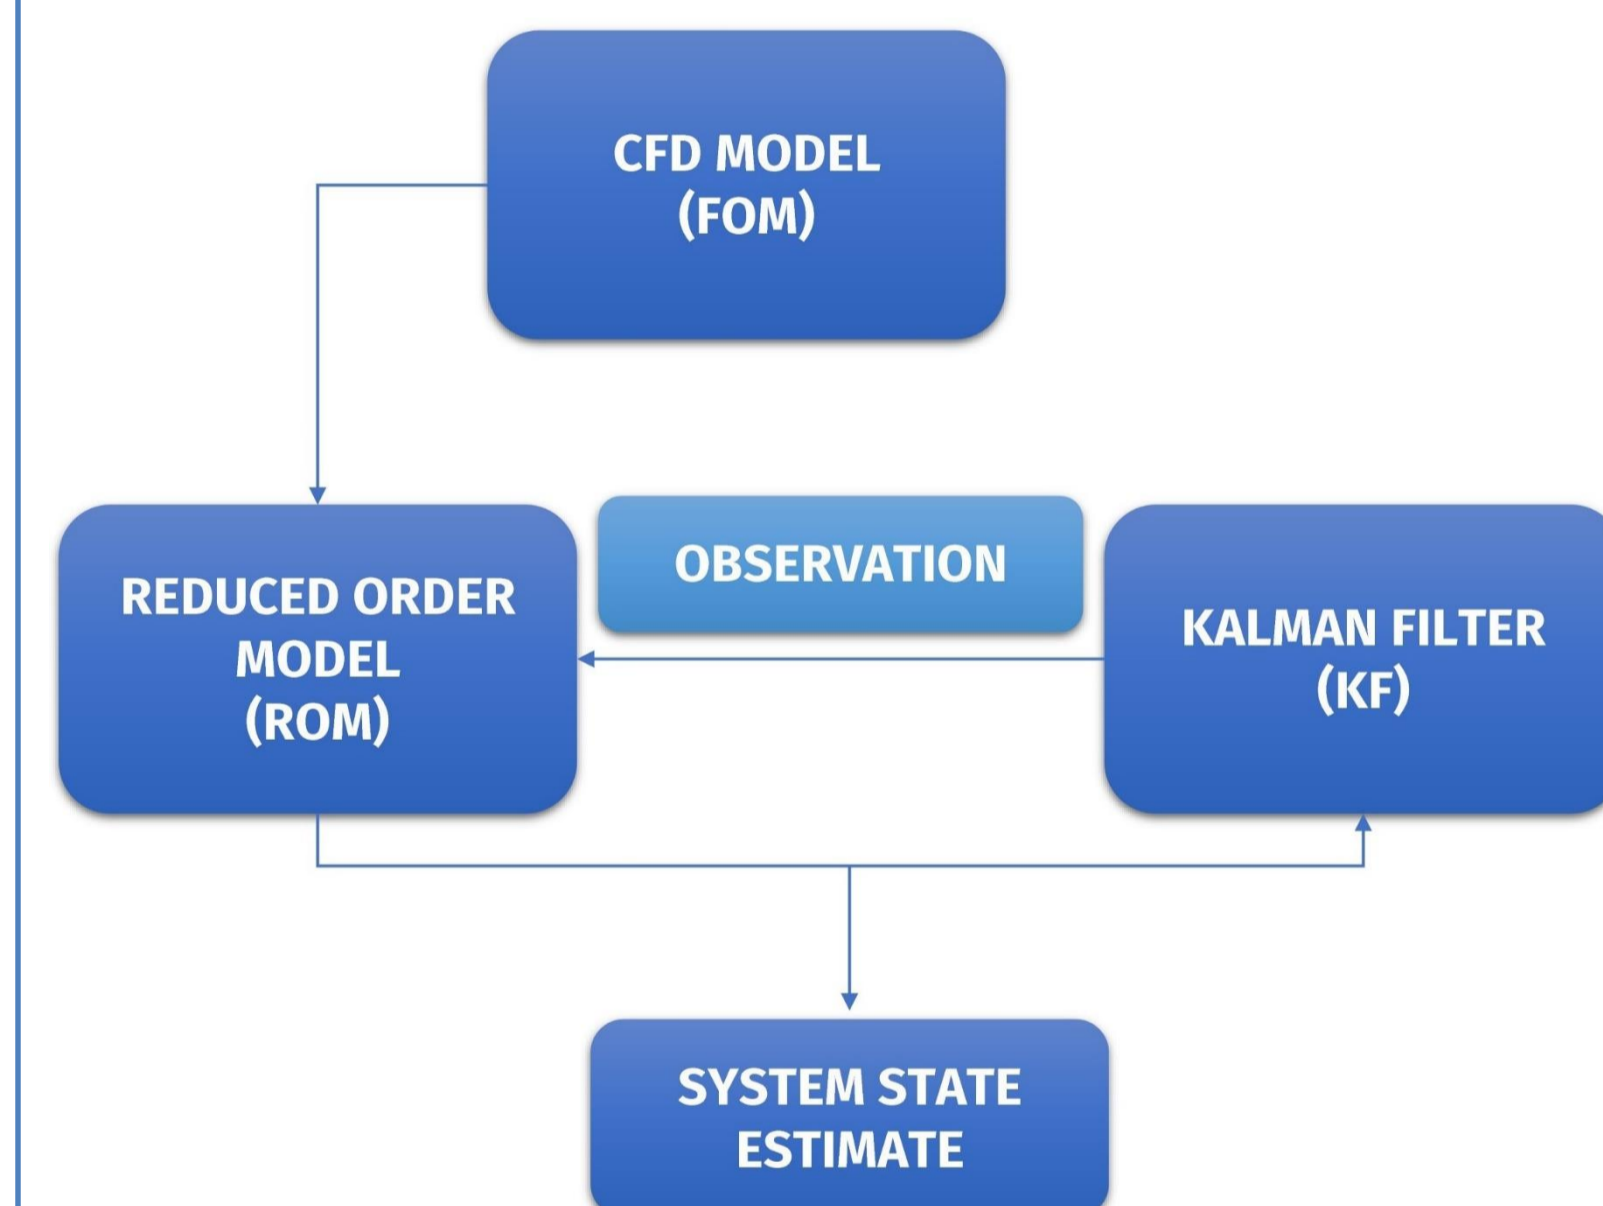 CFD MODEL
(FOM)
OBSERVATION
REDUCED ORDER
MODEL
(ROM)
KALMAN FILTER
(KF)
SYSTEM STATE
ESTIMATE